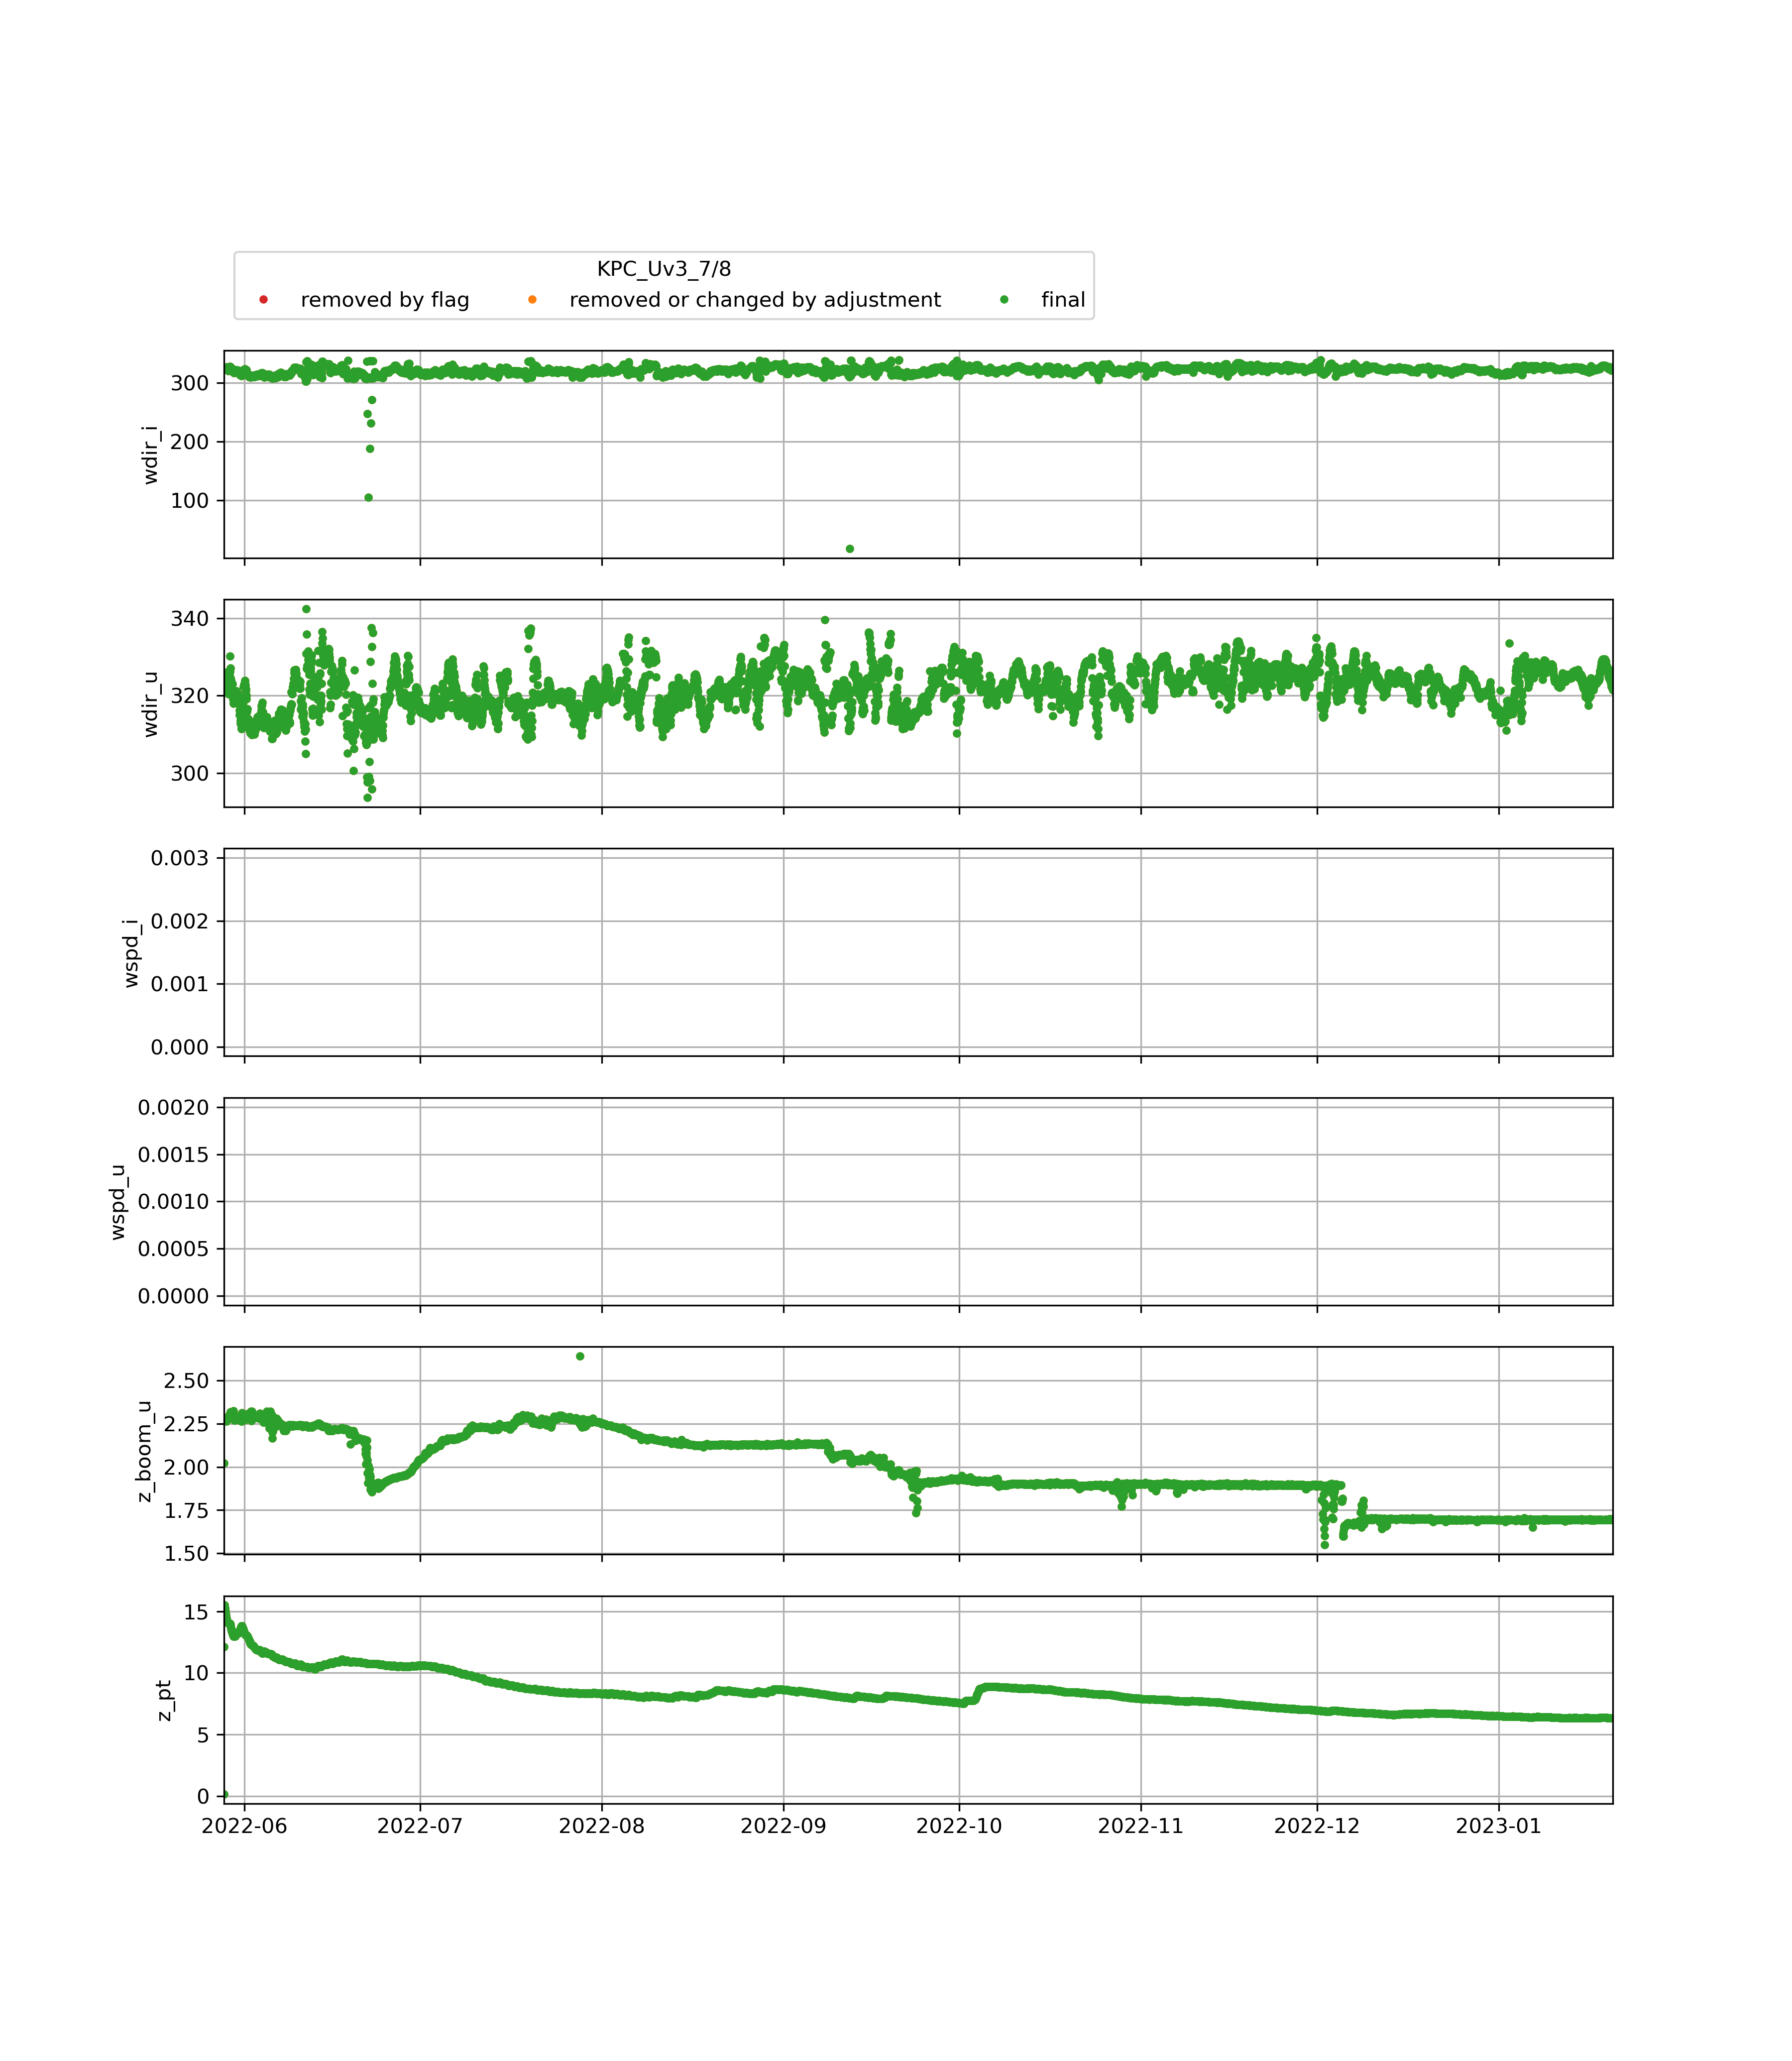 KPC_Uv3_7/8
removed by flag removed or changed by adjustment final
300
200
100
wdir_i
340
320
300
wdir_u
0.003
0.002
0.001
0.000
wspd_i
0.0020
0.0015
0.0010
0.0005
0.0000
wspd_u
2.50
2.25
2.00
1.75
1.50
z_boom_u
15
10
5
0
z_pt
2022-06 2022-07 2022-08 2022-09 2022-10 2022-11 2022-12 2023-01